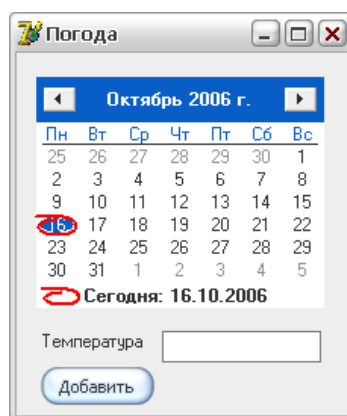 Погода
Октябрь 2006 г.
Пн Вт Ср Чт Пт Сб Вс
25 26 27 28 29 30 1
2 3 4 5 6 7 8
9 10 11 12 13 14 15
16 17 18 19 20 21 22
23 24 25 26 27 28 29
30 31 1 2 3 4 5
Сегодня: 16.10.2006
Температура
Добавить